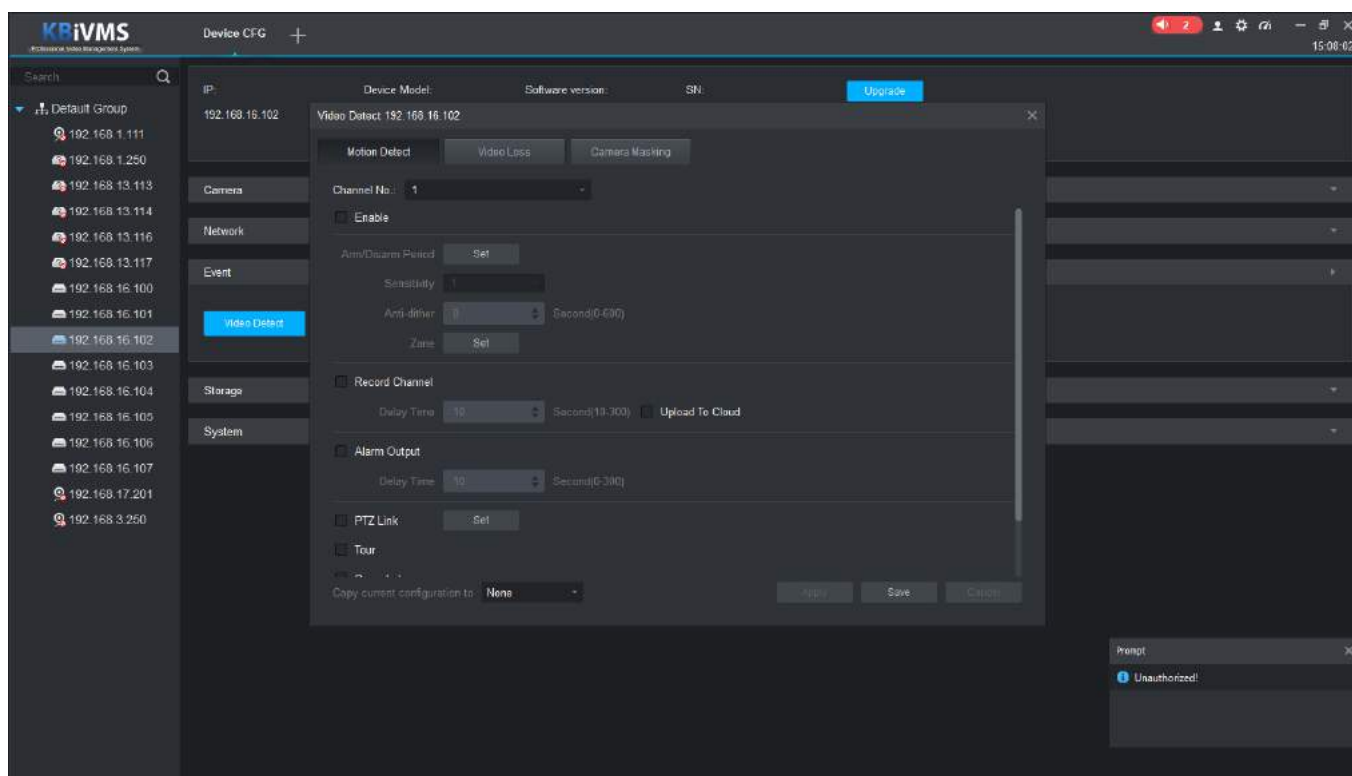 KBiVMS
Professional Video Management System
Device CFG
2
15:08:02
Search
Default Group
192.168.1.111
192.168.1.250
192.168.13.113
192.168.13.114
192.168.13.116
192.168.13.117
192.168.16.100
192.168.16.101
192.168.16.102
192.168.16.103
192.168.16.104
192.168.16.105
192.168.16.106
192.168.16.107
192.168.17.201
192.168.3.250
IP: Device Model: Software version: SN: Upgrade
192.168.16.102
Camera
Network
Event
Video Detect
Storage
System
Video Detect 192.168.16.102
Motion Detect Video Loss Camera Masking
Channel No.: 1
Enable
Arm/Disarm Period Set
Sensitivity 1
Anti-dither 0 Second(0-600)
Zone Set
Record Channel
Delay Time 10 Second(10-300) Upload To Cloud
Alarm Output
Delay Time 10 Second(0-300)
PTZ Link Set
Tour
Copy current configuration to None Apply Save Cancel
Prompt
Unauthorized!